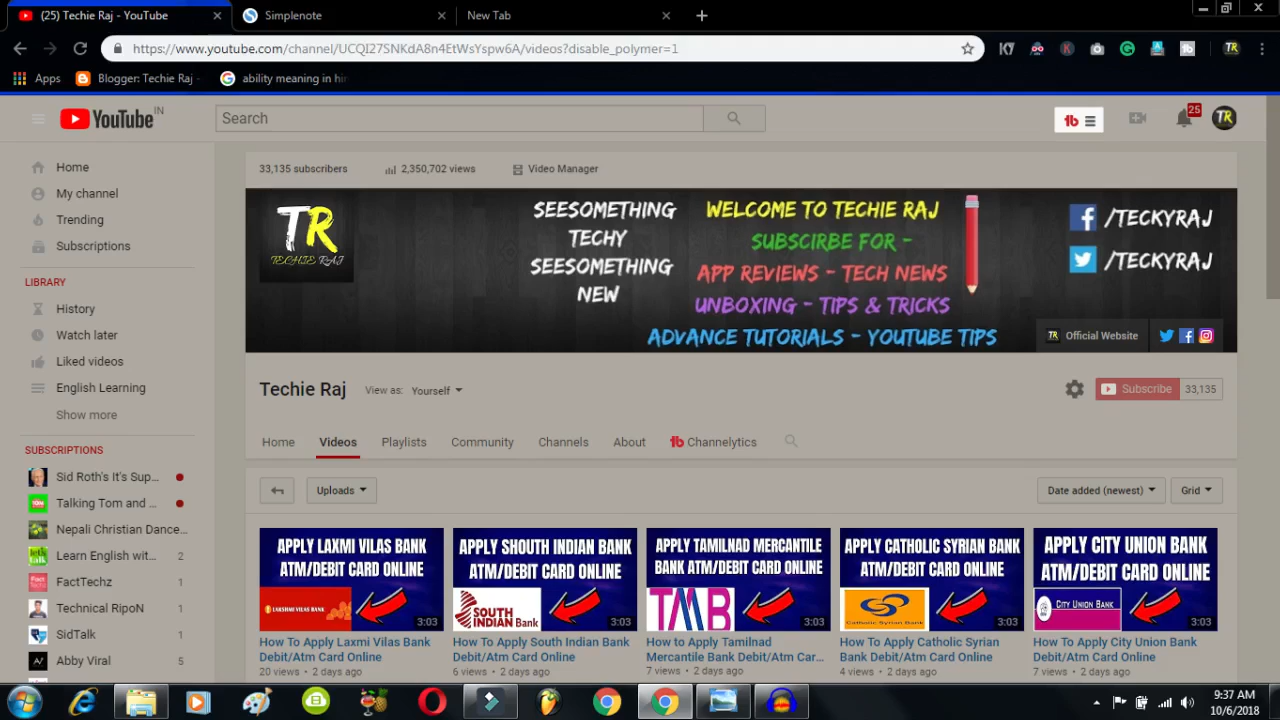 (25) Techie Raj - YouTube
Simplenote
New Tab
https://www.youtube.com/channel/UCQI27SNKdA8n4EtWsYspw6A/videos?disable_polymer=1
Apps
Blogger: Techie Raj -
ability meaning in hin
YouTube IN
Search
25
33,135 subscribers
2,350,702 views
Video Manager
Home
My channel
Trending
Subscriptions
LIBRARY
History
Watch later
Liked videos
English Learning
Show more
SUBSCRIPTIONS
Sid Roth's It's Sup...
Talking Tom and ...
Nepali Christian Dance...
Learn English wit... 2
FactTechz 1
Technical RipoN 1
SidTalk 1
Abby Viral 5
TR
TECHIE RAJ
SEESOMETHING
TECHY
SEESOMETHING
NEW
WELCOME TO TECHIE RAJ
SUBSCIRBE FOR -
APP REVIEWS - TECH NEWS
UNBOXING - TIPS & TRICKS
ADVANCE TUTORIALS - YOUTUBE TIPS
/TECKYRAJ
/TECKYRAJ
Official Website
Techie Raj
View as: Yourself
Subscribe 33,135
Home
Videos
Playlists
Community
Channels
About
Channelytics
Uploads
Date added (newest)
Grid
APPLY LAXMI VILAS BANK
ATM/DEBIT CARD ONLINE
LAKSHMI VILAS BANK
3:03
How To Apply Laxmi Vilas Bank
Debit/Atm Card Online
20 views • 2 days ago
APPLY SHOUTH INDIAN BANK
ATM/DEBIT CARD ONLINE
SOUTH
INDIAN Bank
3:03
How To Apply South Indian Bank
Debit/Atm Card Online
6 views • 2 days ago
APPLY TAMILNAD MERCANTILE
BANK ATM/DEBIT CARD ONLINE
TMB
3:03
How to Apply Tamilnad
Mercantile Bank Debit/Atm Car...
7 views • 2 days ago
APPLY CATHOLIC SYRIAN BANK
ATM/DEBIT CARD ONLINE
Catholic Syrian Bank
3:03
How To Apply Catholic Syrian
Bank Debit/Atm Card Online
4 views • 2 days ago
APPLY CITY UNION BANK
ATM/DEBIT CARD ONLINE
CITY UNION BANK
3:03
How To Apply City Union Bank
Debit/Atm Card Online
7 views • 2 days ago
9:37 AM
10/6/2018